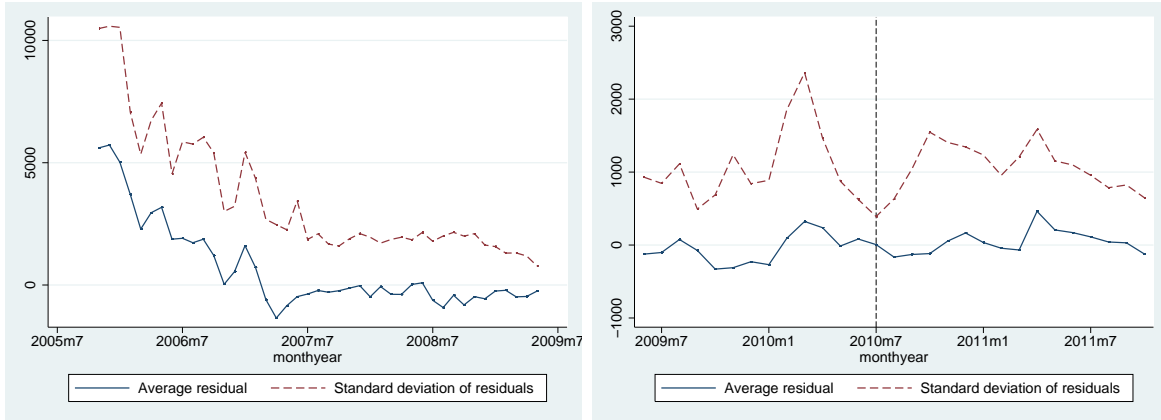 10000
5000
0
2005m7 2006m7 2007m7 2008m7 2009m7
monthyear
Average residual Standard deviation of residuals
3000
2000
1000
0
−1000
2009m7 2010m1 2010m7 2011m1 2011m7
monthyear
Average residual Standard deviation of residuals